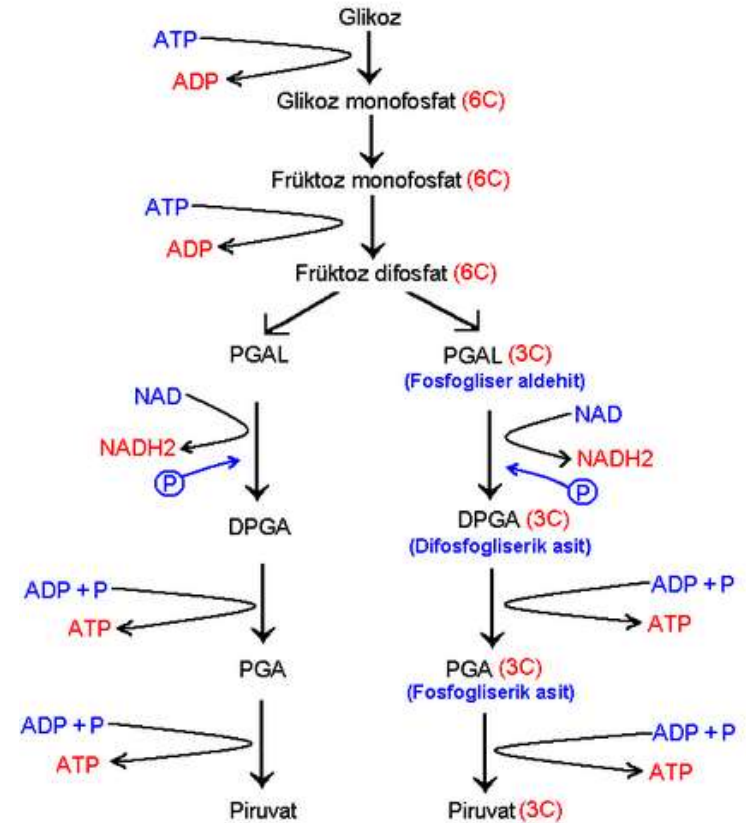 Glikoz
ATP
ADP
Glikoz monofosfat (6C)
Früktoz monofosfat (6C)
ATP
ADP
Früktoz difosfat (6C)
PGAL PGAL (3C)
(Fosfogliser aldehit)
NAD NAD
NADH2 NADH2
P P
DPGA DPGA (3C)
(Difosfogliserik asit)
ADP + P ADP + P
ATP ATP
PGA PGA (3C)
(Fosfogliserik asit)
ADP + P ADP + P
ATP ATP
Piruvat Piruvat (3C)